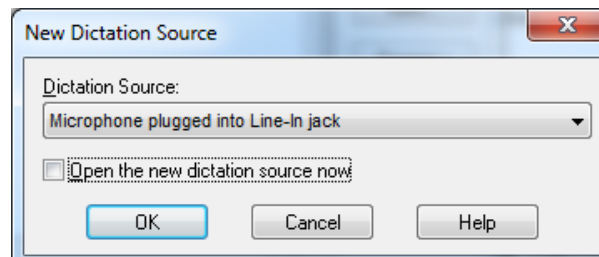 New Dictation Source
Dictation Source:
Microphone plugged into Line-In jack
Open the new dictation source now
OK Cancel Help